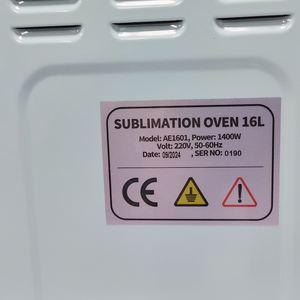 SUBLIMATION OVEN 16L
Model: AE1601, Power: 1400W
Volt: 220V, 50-60Hz
Date: 09/2024 , SER NO: 0190
CE